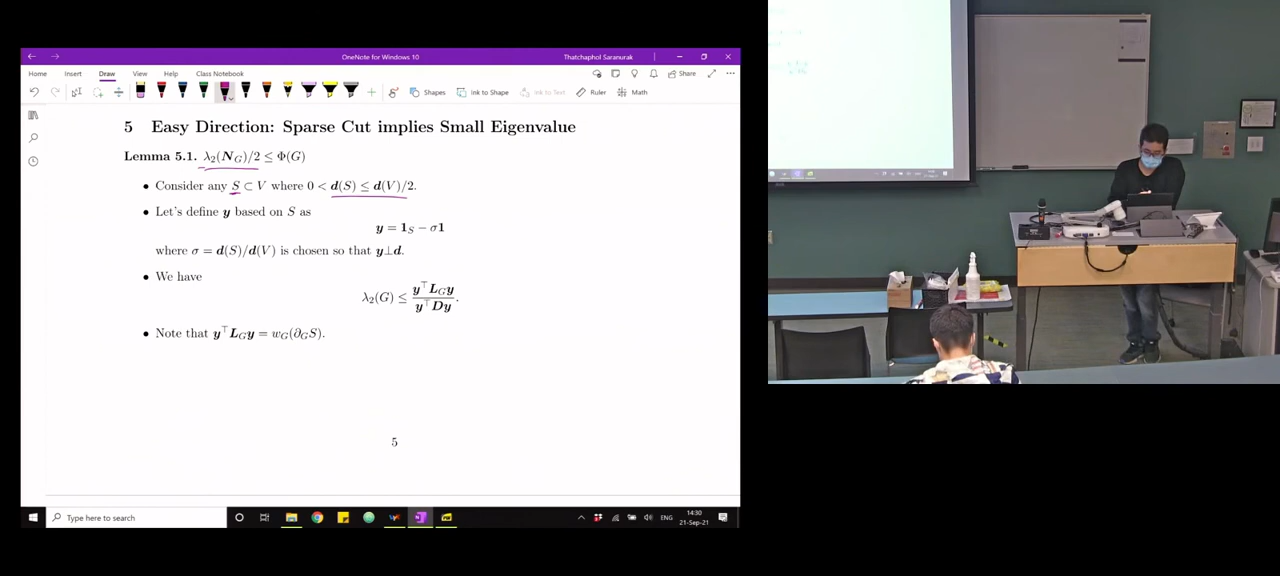 OneNote for Windows 10
Thatchaphol Saranurak
Home Insert Draw View Help Class Notebook
Share
Shapes Ink to Shape Ink to Text Ruler Math
5 Easy Direction: Sparse Cut implies Small Eigenvalue
Lemma 5.1. λ₂(N_G)/2 ≤ Φ(G)
• Consider any S ⊂ V where 0 < d(S) ≤ d(V)/2.
• Let's define y based on S as
y = 1_S − σ1
where σ = d(S)/d(V) is chosen so that y⊥d.
• We have
λ₂(G) ≤ y⊤L_G y / y⊤Dy.
• Note that y⊤L_G y = w_G(∂_G S).
5
Type here to search
ENG
14:30
21-Sep-21